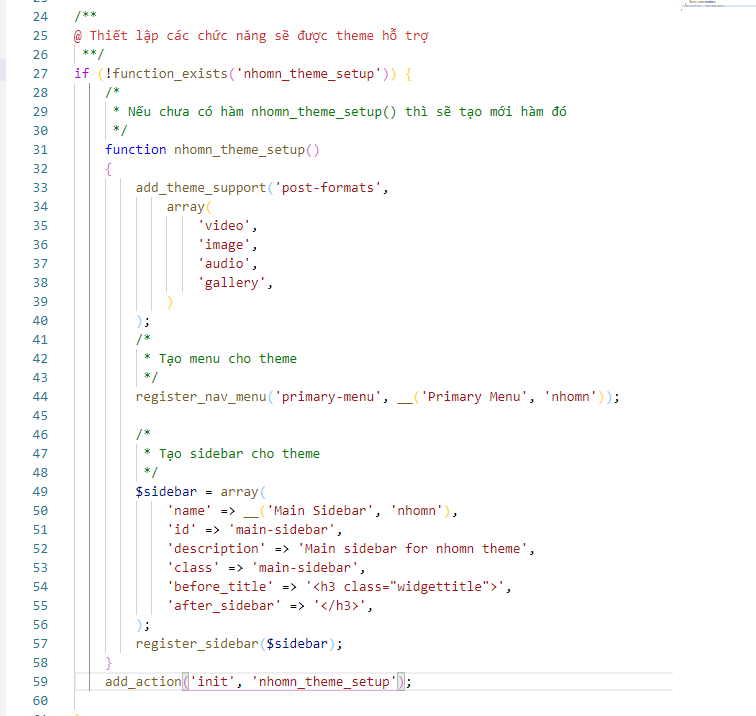 24 /**
25 @ Thiết lập các chức năng sẽ được theme hỗ trợ
26 **/
27 if (!function_exists('nhomn_theme_setup')) {
28 /*
29 * Nếu chưa có hàm nhomn_theme_setup() thì sẽ tạo mới hàm đó
30 */
31 function nhomn_theme_setup()
32 {
33 add_theme_support('post-formats',
34 array(
35 'video',
36 'image',
37 'audio',
38 'gallery',
39 )
40 );
41 /*
42 * Tạo menu cho theme
43 */
44 register_nav_menu('primary-menu', __('Primary Menu', 'nhomn'));
45
46 /*
47 * Tạo sidebar cho theme
48 */
49 $sidebar = array(
50 'name' => __('Main Sidebar', 'nhomn'),
51 'id' => 'main-sidebar',
52 'description' => 'Main sidebar for nhomn theme',
53 'class' => 'main-sidebar',
54 'before_title' => '<h3 class="widgettitle">',
55 'after_sidebar' => '</h3>',
56 );
57 register_sidebar($sidebar);
58 }
59 add_action('init', 'nhomn_theme_setup');
60